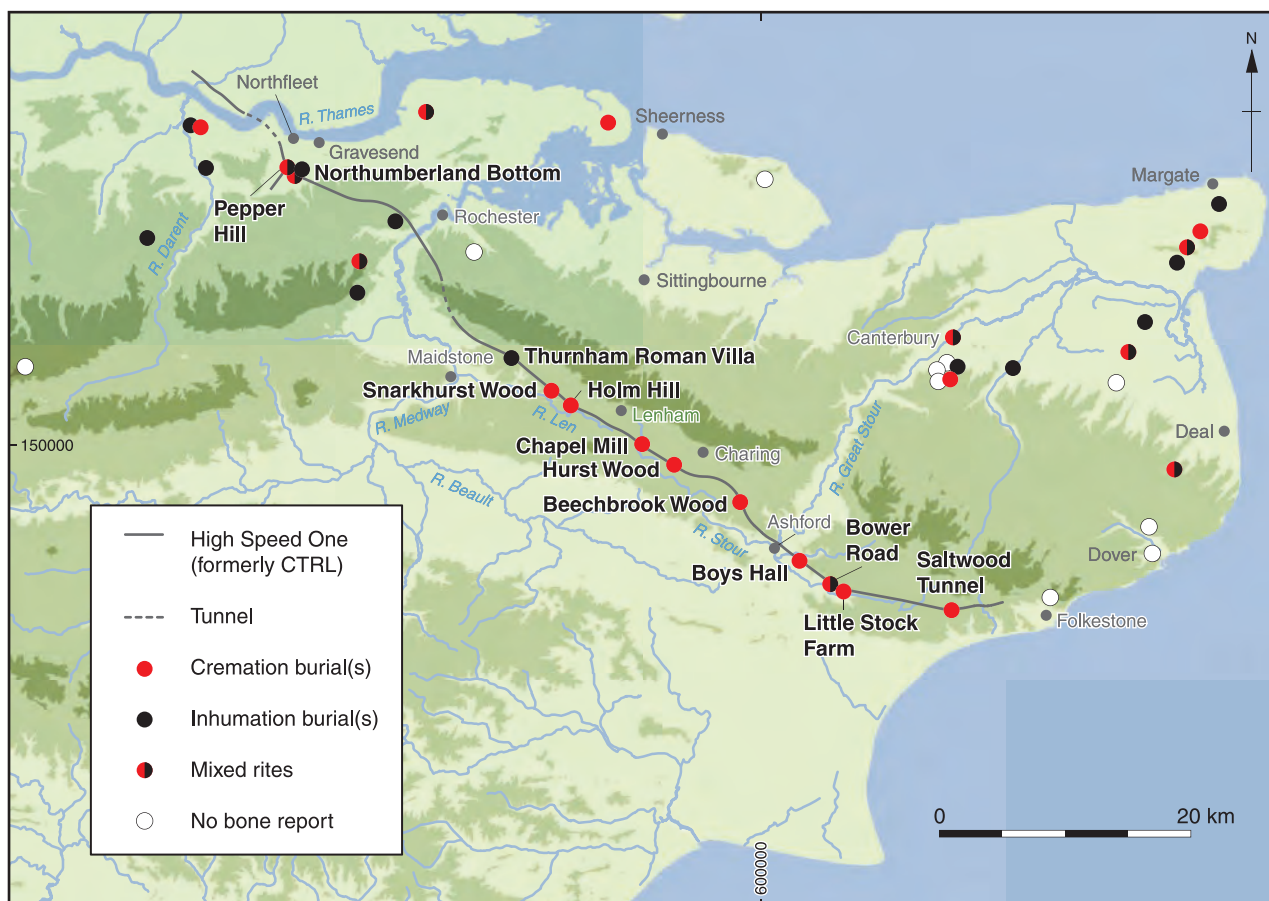 N
Northfleet
R. Thames
Sheerness
Gravesend
Northumberland Bottom
Margate
Pepper
Hill
Rochester
R. Darent
Sittingbourne
Canterbury
Maidstone
Thurnham Roman Villa
Snarkhurst Wood
Holm Hill
R. Medway
R. Len
Lenham
150000
Chapel Mill
Charing
R. Great Stour
Deal
Hurst Wood
R. Beault
Beechbrook Wood
Ashford
Bower
Road
R. Stour
Dover
Boys Hall
Saltwood
Tunnel
Little Stock
Farm
Folkestone
High Speed One
(formerly CTRL)
Tunnel
Cremation burial(s)
Inhumation burial(s)
Mixed rites
No bone report
0
20 km
600000